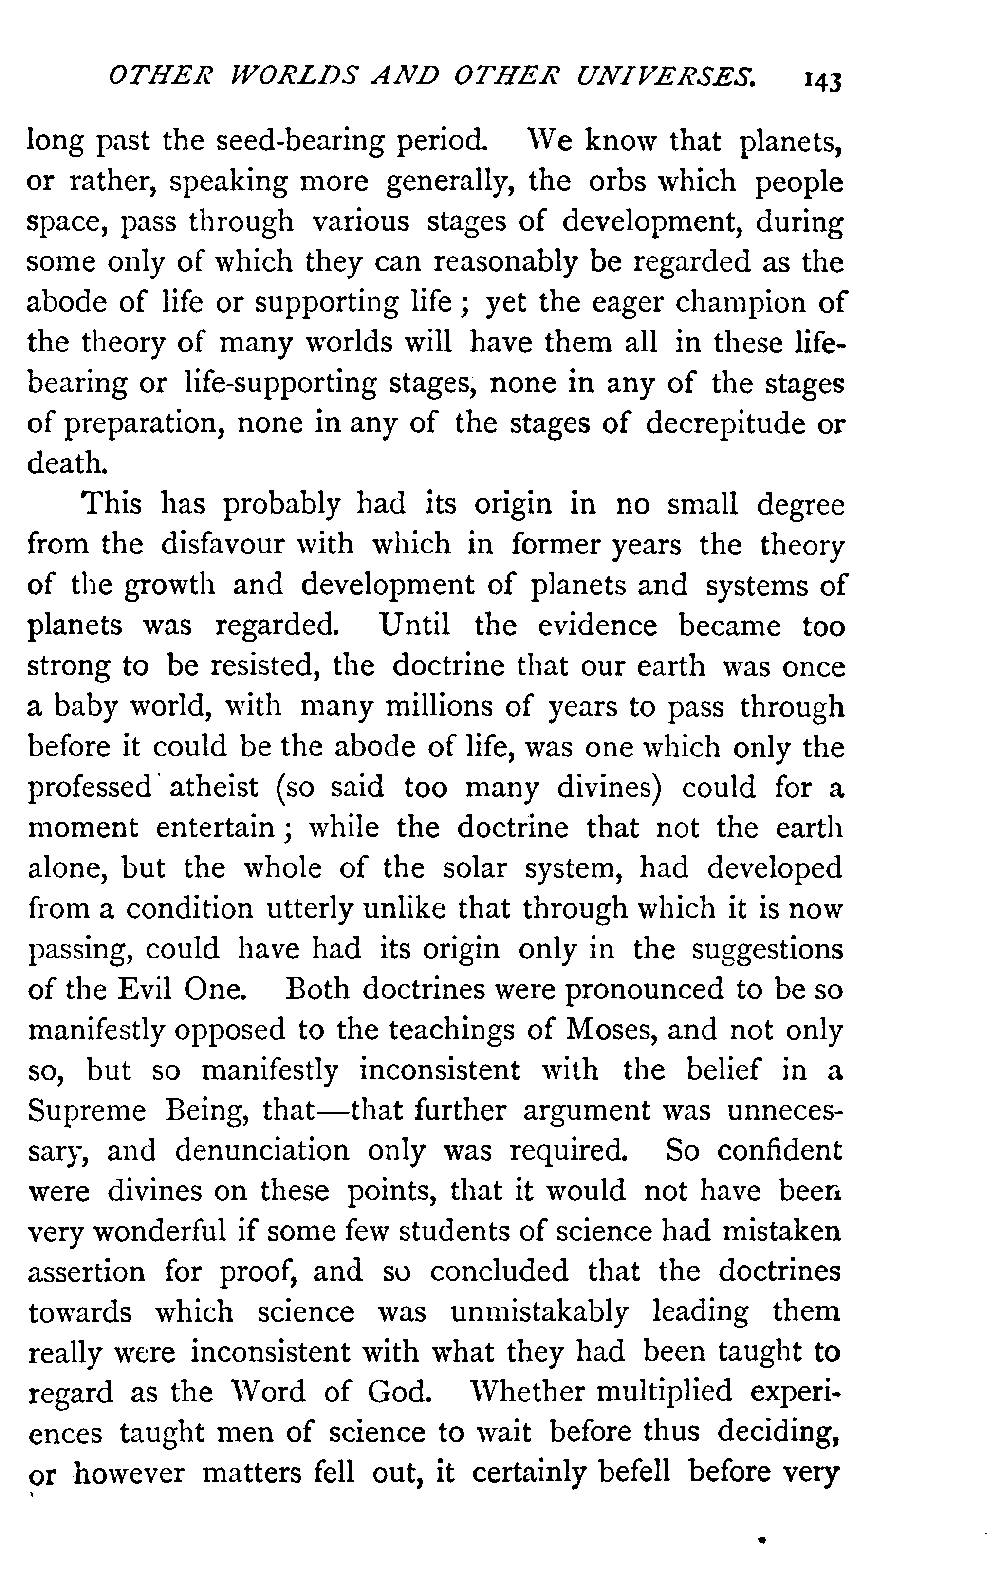 OTHER WORLDS AND OTHER UNIVERSES. 143
long past the seed-bearing period. We know that planets,
or rather, speaking more generally, the orbs which people
space, pass through various stages of development, during
some only of which they can reasonably be regarded as the
abode of life or supporting life ; yet the eager champion of
the theory of many worlds will have them all in these life-
bearing or life-supporting stages, none in any of the stages
of preparation, none in any of the stages of decrepitude or
death.
This has probably had its origin in no small degree
from the disfavour with which in former years the theory
of the growth and development of planets and systems of
planets was regarded. Until the evidence became too
strong to be resisted, the doctrine that our earth was once
a baby world, with many millions of years to pass through
before it could be the abode of life, was one which only the
professed atheist (so said too many divines) could for a
moment entertain ; while the doctrine that not the earth
alone, but the whole of the solar system, had developed
from a condition utterly unlike that through which it is now
passing, could have had its origin only in the suggestions
of the Evil One. Both doctrines were pronounced to be so
manifestly opposed to the teachings of Moses, and not only
so, but so manifestly inconsistent with the belief in a
Supreme Being, that—that further argument was unneces-
sary, and denunciation only was required. So confident
were divines on these points, that it would not have been
very wonderful if some few students of science had mistaken
assertion for proof, and so concluded that the doctrines
towards which science was unmistakably leading them
really were inconsistent with what they had been taught to
regard as the Word of God. Whether multiplied experi-
ences taught men of science to wait before thus deciding,
or however matters fell out, it certainly befell before very